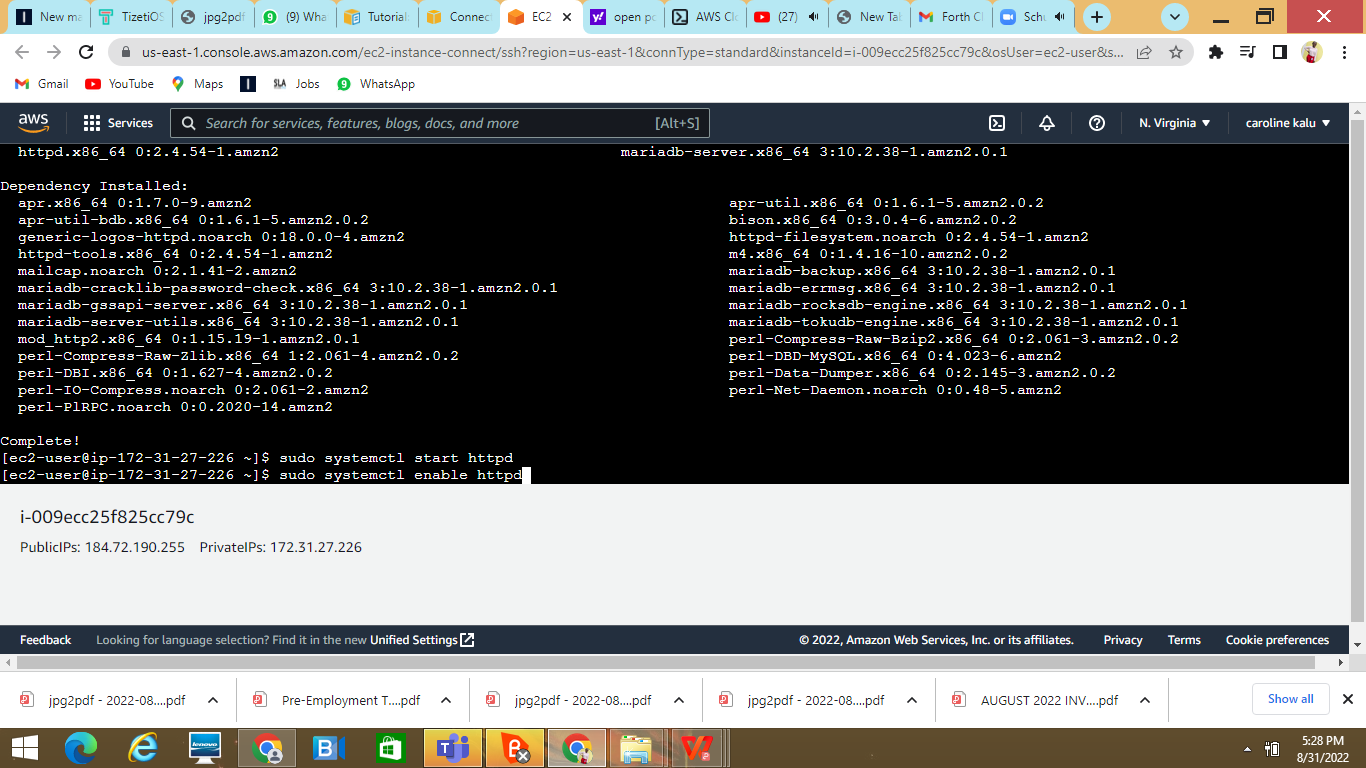 New ma
TizetiOS
jpg2pdf
(9) Wha
Tutorial:
Connect
EC2
open po
AWS Clo
(27)
New Tab
Forth Cl
Schu
us-east-1.console.aws.amazon.com/ec2-instance-connect/ssh?region=us-east-1&connType=standard&instanceId=i-009ecc25f825cc79c&osUser=ec2-user&s...
Gmail YouTube Maps SLA Jobs 9 WhatsApp
aws Services Search for services, features, blogs, docs, and more [Alt+S] N. Virginia caroline kalu
httpd.x86_64 0:2.4.54-1.amzn2 mariadb-server.x86_64 3:10.2.38-1.amzn2.0.1
Dependency Installed:
apr.x86_64 0:1.7.0-9.amzn2 apr-util.x86_64 0:1.6.1-5.amzn2.0.2
apr-util-bdb.x86_64 0:1.6.1-5.amzn2.0.2 bison.x86_64 0:3.0.4-6.amzn2.0.2
generic-logos-httpd.noarch 0:18.0.0-4.amzn2 httpd-filesystem.noarch 0:2.4.54-1.amzn2
httpd-tools.x86_64 0:2.4.54-1.amzn2 m4.x86_64 0:1.4.16-10.amzn2.0.2
mailcap.noarch 0:2.1.41-2.amzn2 mariadb-backup.x86_64 3:10.2.38-1.amzn2.0.1
mariadb-cracklib-password-check.x86_64 3:10.2.38-1.amzn2.0.1 mariadb-errmsg.x86_64 3:10.2.38-1.amzn2.0.1
mariadb-gssapi-server.x86_64 3:10.2.38-1.amzn2.0.1 mariadb-rocksdb-engine.x86_64 3:10.2.38-1.amzn2.0.1
mariadb-server-utils.x86_64 3:10.2.38-1.amzn2.0.1 mariadb-tokudb-engine.x86_64 3:10.2.38-1.amzn2.0.1
mod_http2.x86_64 0:1.15.19-1.amzn2.0.1 perl-Compress-Raw-Bzip2.x86_64 0:2.061-3.amzn2.0.2
perl-Compress-Raw-Zlib.x86_64 1:2.061-4.amzn2.0.2 perl-DBD-MySQL.x86_64 0:4.023-6.amzn2
perl-DBI.x86_64 0:1.627-4.amzn2.0.2 perl-Data-Dumper.x86_64 0:2.145-3.amzn2.0.2
perl-IO-Compress.noarch 0:2.061-2.amzn2 perl-Net-Daemon.noarch 0:0.48-5.amzn2
perl-PlRPC.noarch 0:0.2020-14.amzn2
Complete!
[ec2-user@ip-172-31-27-226 ~]$ sudo systemctl start httpd
[ec2-user@ip-172-31-27-226 ~]$ sudo systemctl enable httpd
i-009ecc25f825cc79c
PublicIPs: 184.72.190.255 PrivateIPs: 172.31.27.226
Feedback Looking for language selection? Find it in the new Unified Settings © 2022, Amazon Web Services, Inc. or its affiliates. Privacy Terms Cookie preferences
jpg2pdf - 2022-08....pdf Pre-Employment T....pdf jpg2pdf - 2022-08....pdf jpg2pdf - 2022-08....pdf AUGUST 2022 INV....pdf Show all
lenovo
5:28 PM
8/31/2022